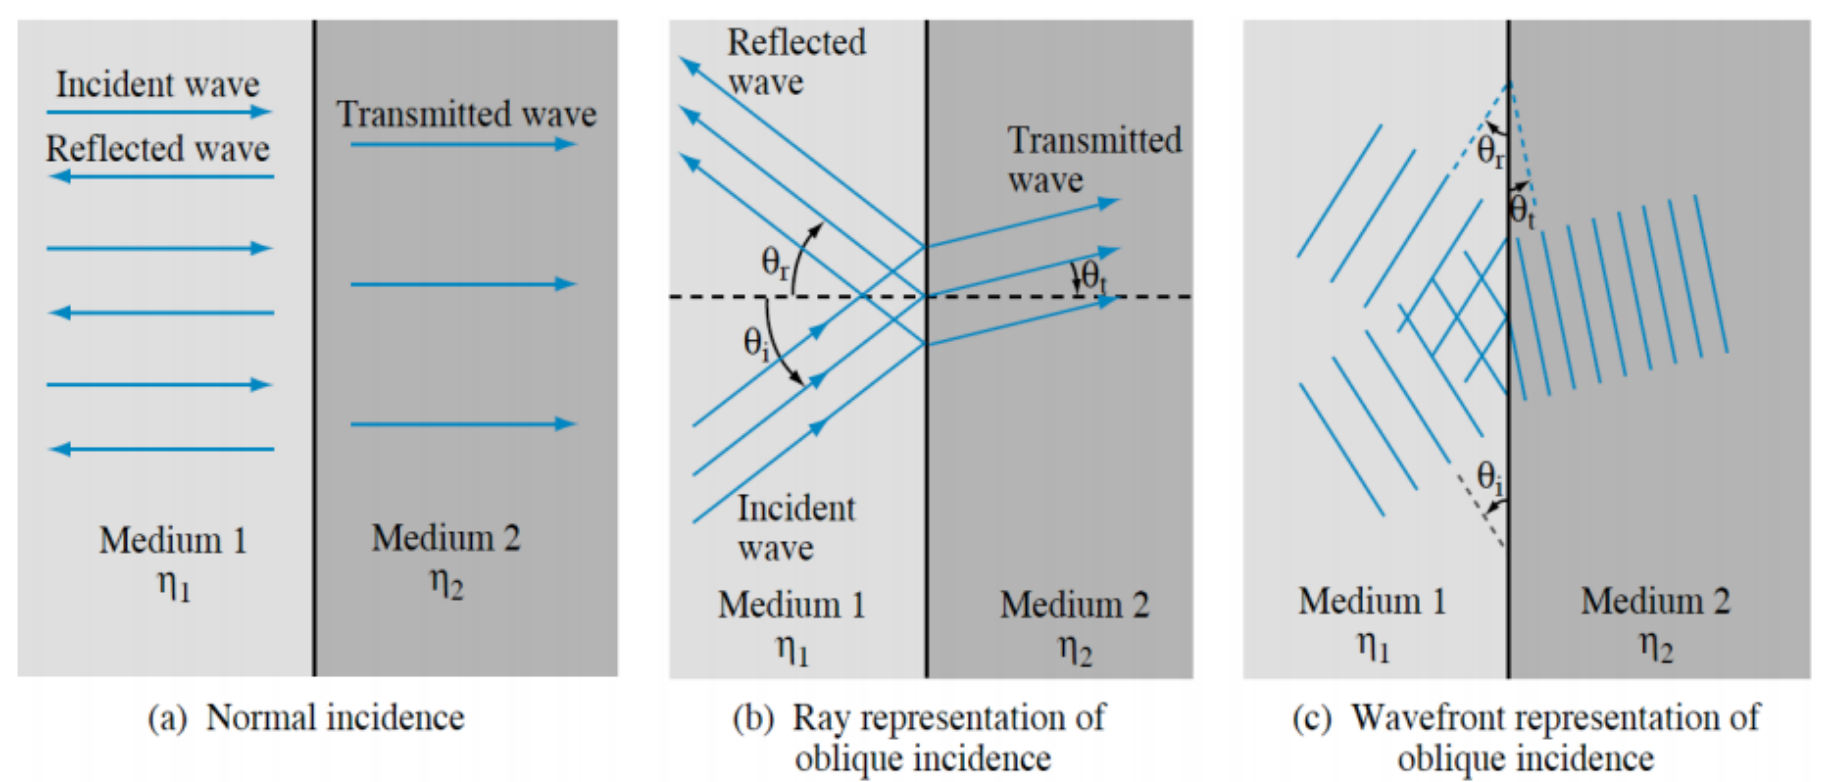 Incident wave
Reflected wave
Transmitted wave
Medium 1
η1
Medium 2
η2
(a) Normal incidence
Reflected
wave
Transmitted
wave
θr
θi
θt
Incident
wave
Medium 1
η1
Medium 2
η2
(b) Ray representation of
oblique incidence
θr
θt
θi
Medium 1
η1
Medium 2
η2
(c) Wavefront representation of
oblique incidence